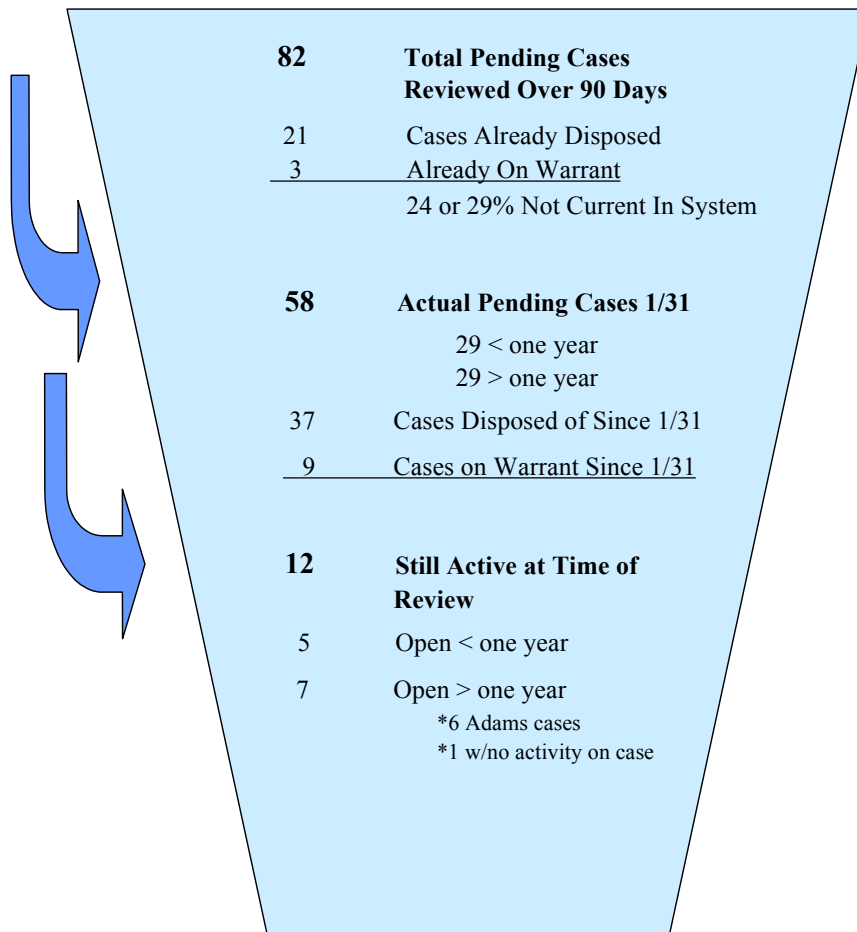 82 Total Pending Cases
Reviewed Over 90 Days
21 Cases Already Disposed
3 Already On Warrant
24 or 29% Not Current In System
58 Actual Pending Cases 1/31
29 < one year
29 > one year
37 Cases Disposed of Since 1/31
9 Cases on Warrant Since 1/31
12 Still Active at Time of
Review
5 Open < one year
7 Open > one year
*6 Adams cases
*1 w/no activity on case